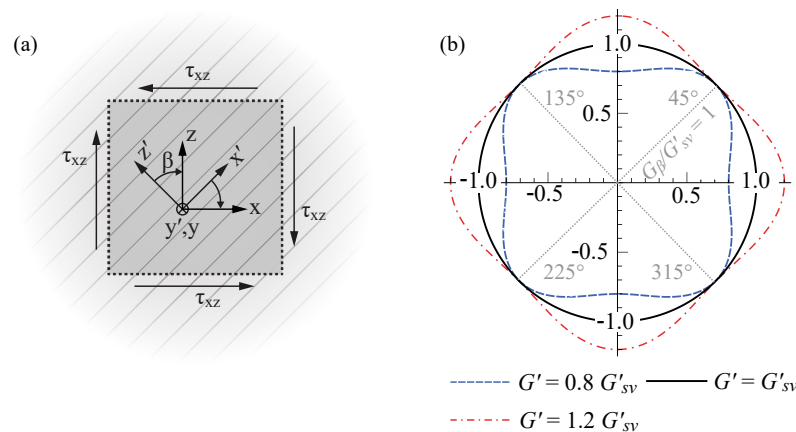 (a)
τxz
τxz
z
z'
β
x'
x
τxz
y',y
τxz
(b)
1.0
135°
0.5
45°
Gβ/G'sv = 1
-1.0
-0.5
0.5
1.0
-0.5
225°
315°
-1.0
G' = 0.8 G'sv
G' = G'sv
G' = 1.2 G'sv